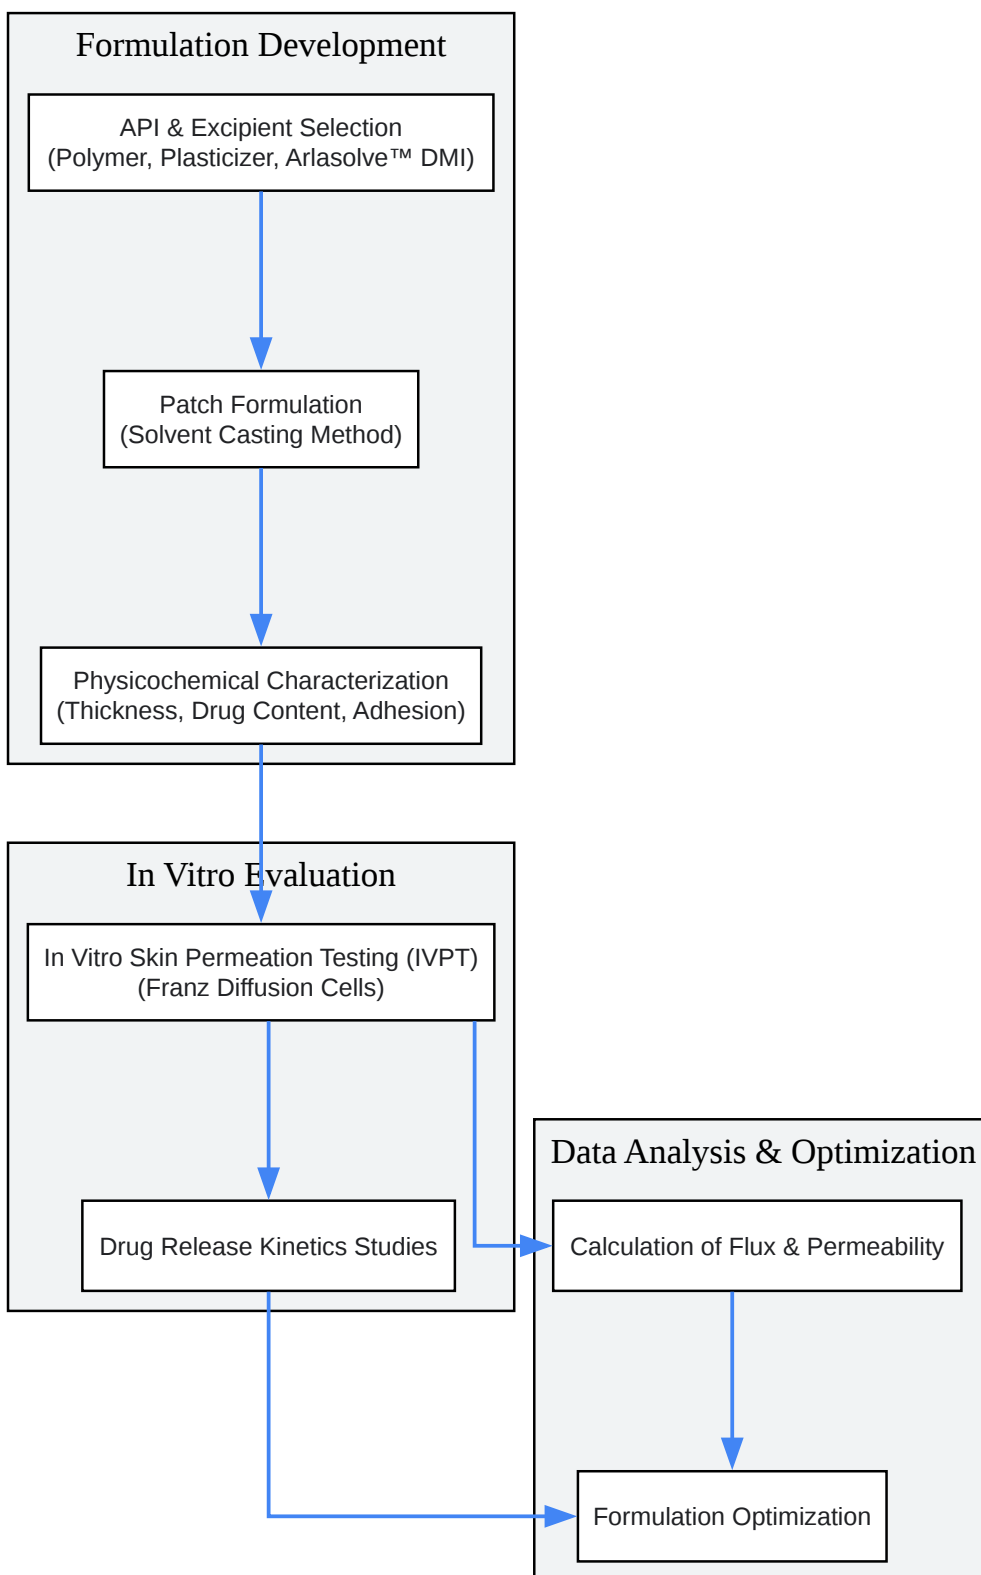 Formulation Development
API & Excipient Selection
(Polymer, Plasticizer, Arlasolve™ DMI)
Patch Formulation
(Solvent Casting Method)
Physicochemical Characterization
(Thickness, Drug Content, Adhesion)
In Vitro Evaluation
In Vitro Skin Permeation Testing (IVPT)
(Franz Diffusion Cells)
Drug Release Kinetics Studies
Data Analysis & Optimization
Calculation of Flux & Permeability
Formulation Optimization